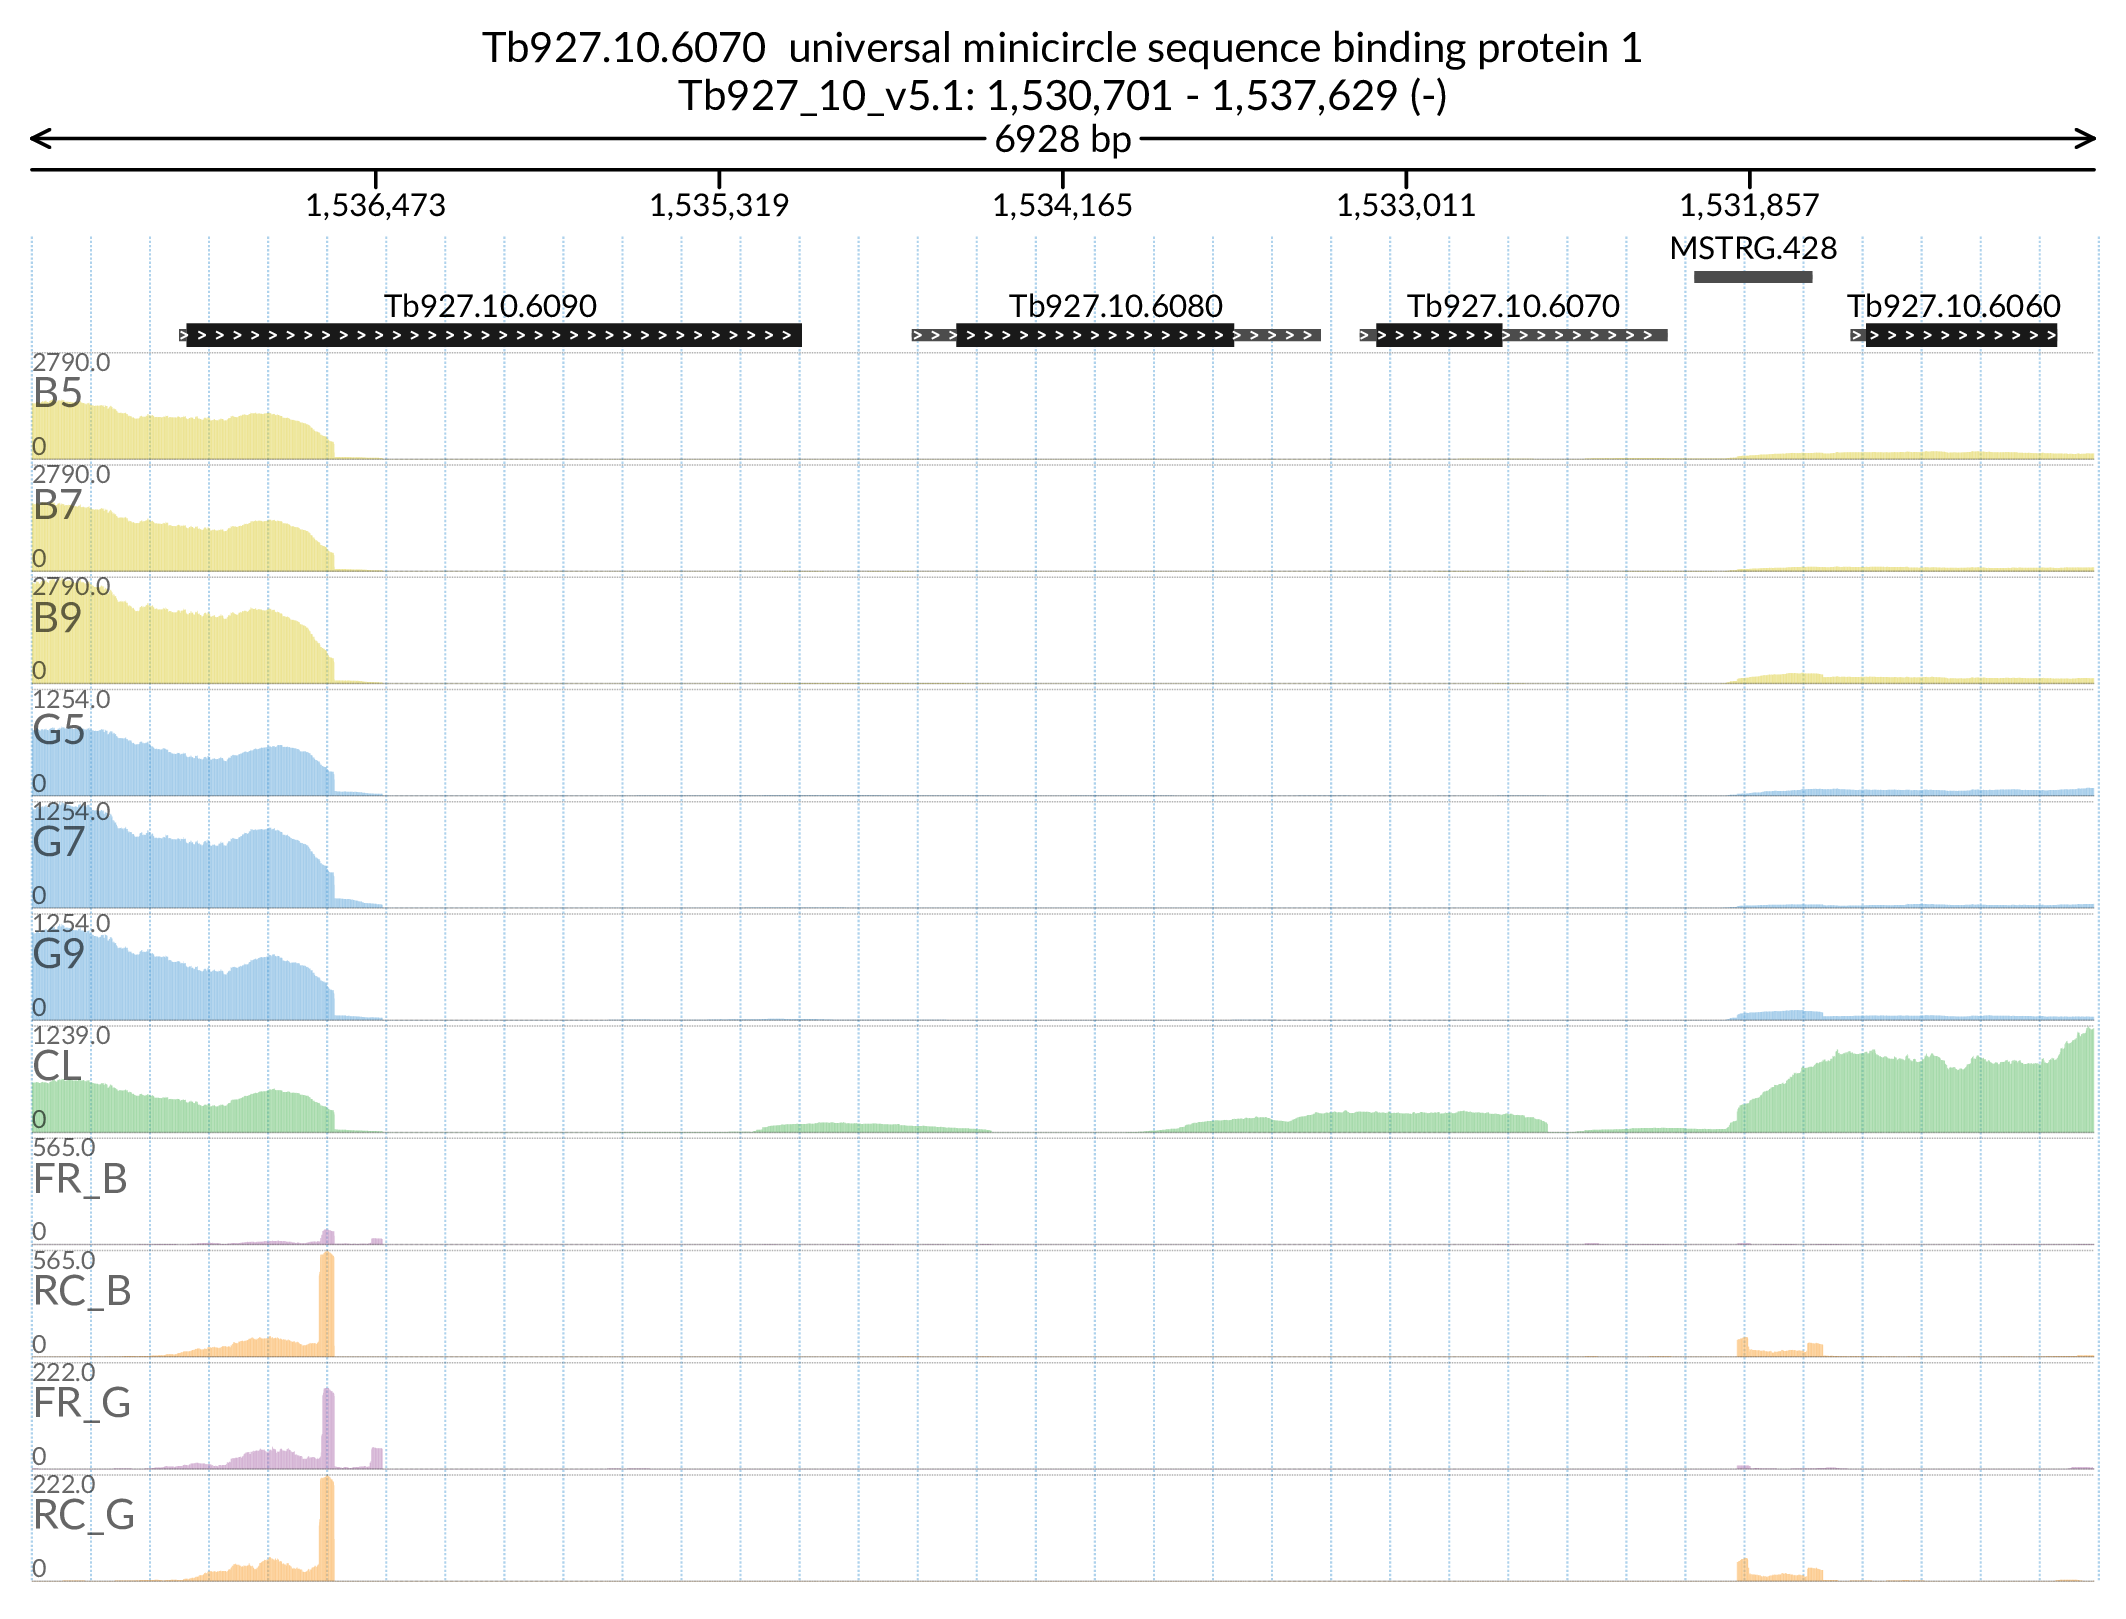 Tb927.10.6070  universal minicircle sequence binding protein 1
Tb927_10_v5.1: 1,530,701 - 1,537,629 (-)
6928 bp
1,536,473 1,535,319 1,534,165 1,533,011 1,531,857
MSTRG.428
Tb927.10.6090 Tb927.10.6080 Tb927.10.6070 Tb927.10.6060
2790.0
B5
0
2790.0
B7
0
2790.0
B9
0
1254.0
G5
0
1254.0
G7
0
1254.0
G9
0
1239.0
CL
0
565.0
FR_B
0
565.0
RC_B
0
222.0
FR_G
0
222.0
RC_G
0